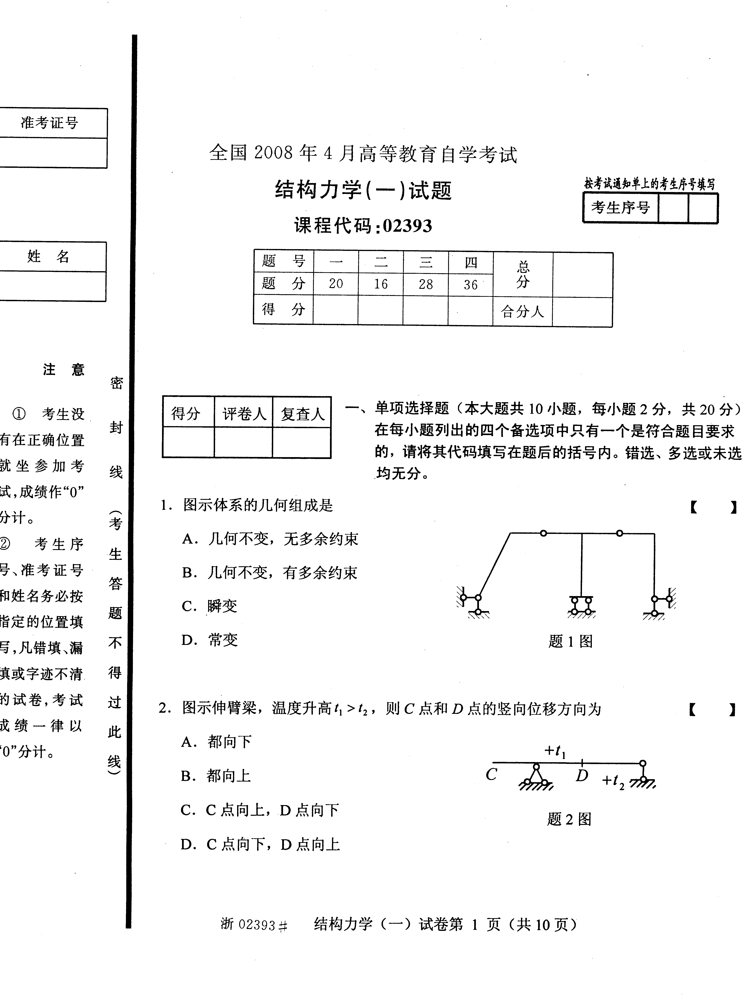 准考证号
姓 名
注 意
① 考生没
有在正确位置
就坐参加考
试,成绩作“0”
分计。
② 考生序
号、准考证号
和姓名务必按
指定的位置填
写,凡错填、漏
填或字迹不清
的试卷,考试
成绩一律以
“0”分计。
密封线(考生答题不得过此线)
全国 2008 年 4 月高等教育自学考试
结构力学(一)试题
课程代码:02393
按考试通知单上的考生序号填写
考生序号
题 号 一 二 三 四 总分
题 分 20 16 28 36
得 分 合分人
得分 评卷人 复查人
一、单项选择题(本大题共 10 小题,每小题 2 分,共 20 分)
在每小题列出的四个备选项中只有一个是符合题目要求
的,请将其代码填写在题后的括号内。错选、多选或未选
均无分。
1. 图示体系的几何组成是 【 】
A. 几何不变,无多余约束
B. 几何不变,有多余约束
C. 瞬变
D. 常变
题 1 图
2. 图示伸臂梁,温度升高 t₁ > t₂,则 C 点和 D 点的竖向位移方向为 【 】
A. 都向下
B. 都向上
C. C 点向上,D 点向下
D. C 点向下,D 点向上
+t₁
C D +t₂
题 2 图
浙 02393# 结构力学(一)试卷第 1 页(共 10 页)